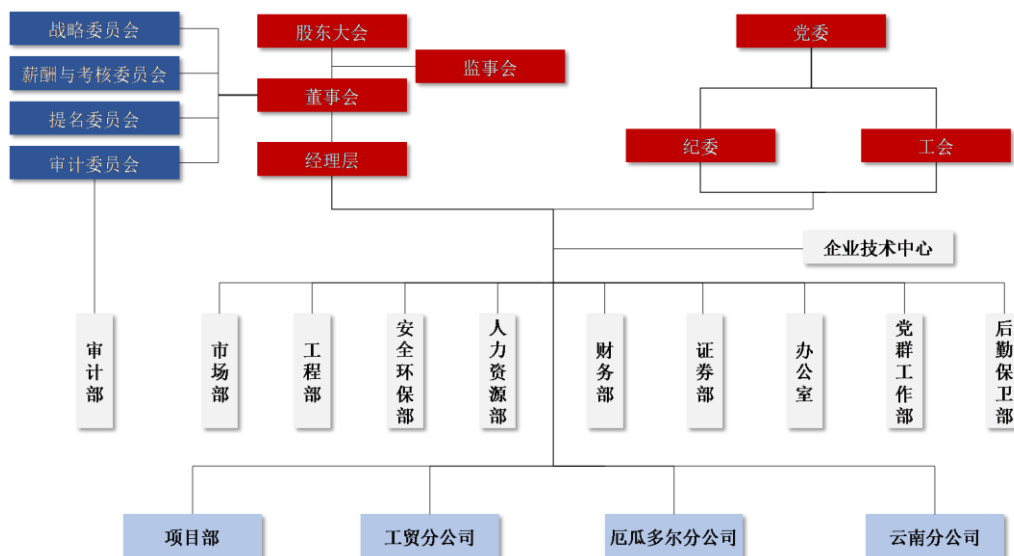 战略委员会
股东大会
党委
薪酬与考核委员会
监事会
董事会
提名委员会
审计委员会
经理层
纪委
工会
企业技术中心
审计部
市场部
工程部
安全环保部
人力资源部
财务部
证券部
办公室
党群工作部
后勤保卫部
项目部
工贸分公司
厄瓜多尔分公司
云南分公司